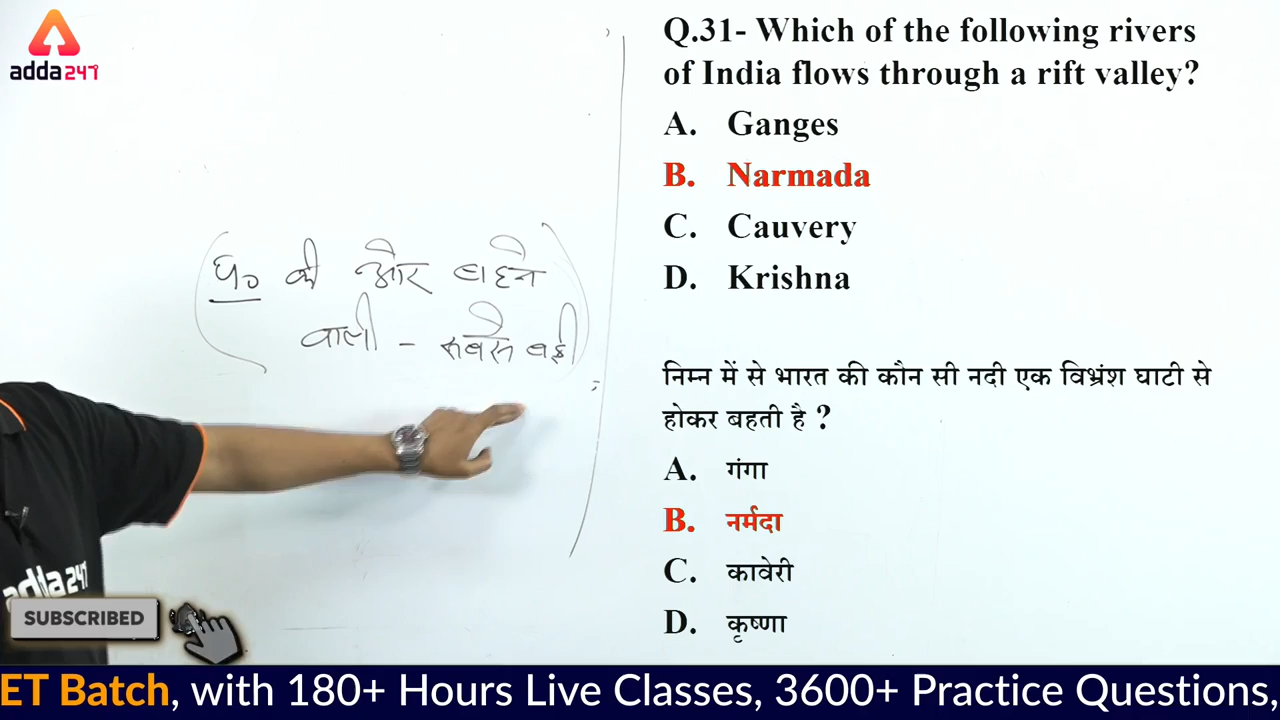 adda247
Q.31- Which of the following rivers
of India flows through a rift valley?
A. Ganges
B. Narmada
C. Cauvery
D. Krishna
प० की ओर बहने
वाली - सबसे बड़ी
निम्न में से भारत की कौन सी नदी एक विभ्रंश घाटी से
होकर बहती है ?
A. गंगा
B. नर्मदा
C. कावेरी
D. कृष्णा
adda247
SUBSCRIBED
ET Batch, with 180+ Hours Live Classes, 3600+ Practice Questions,